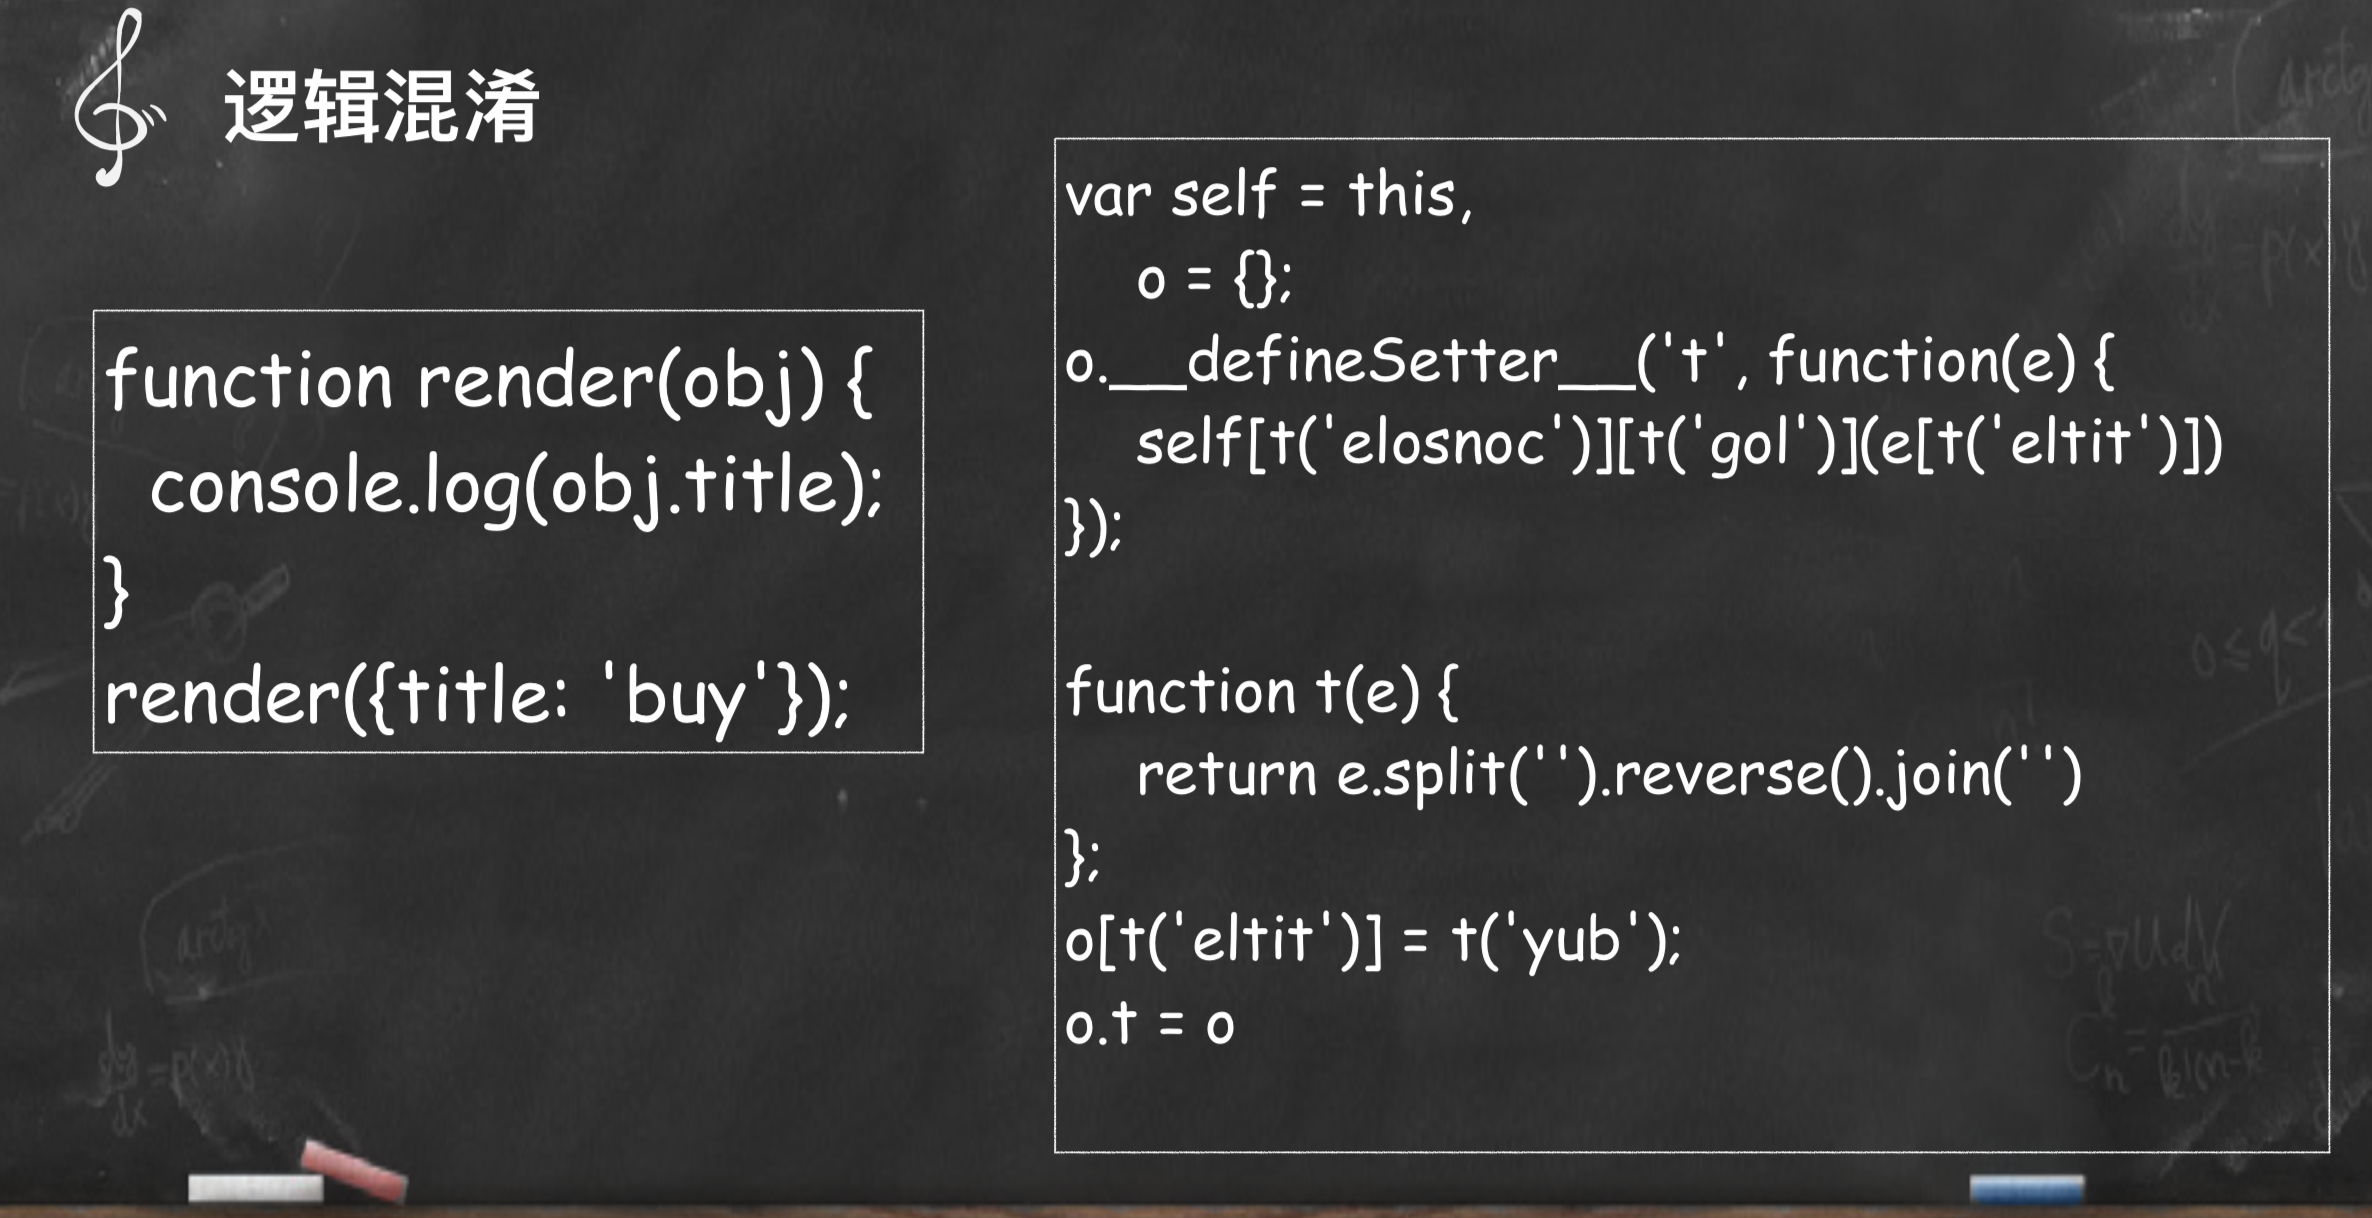 逻辑混淆
function render(obj) {
  console.log(obj.title);
}
render({title: 'buy'});
var self = this,
    o = {};
o.__defineSetter__('t', function(e) {
    self[t('elosnoc')][t('gol')](e[t('eltit')])
});
function t(e) {
    return e.split('').reverse().join('')
};
o[t('eltit')] = t('yub');
o.t = o